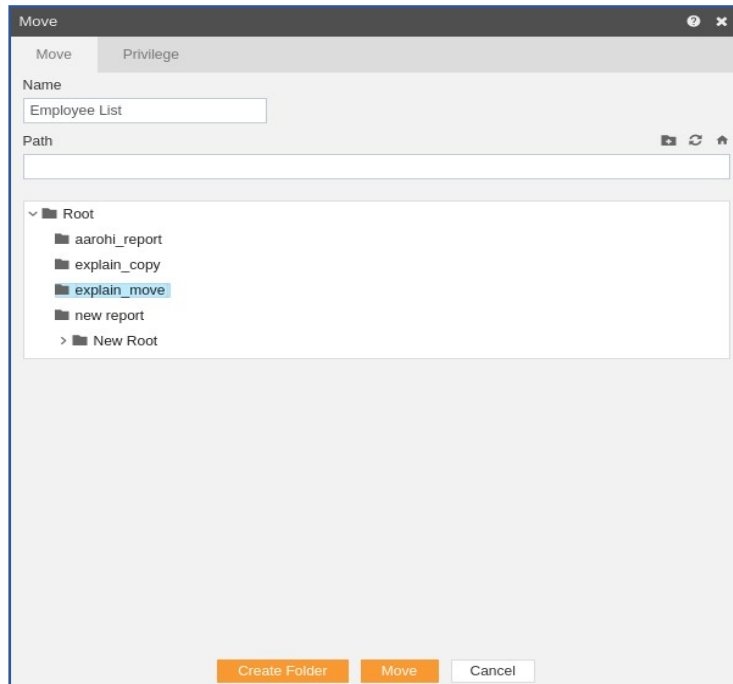 Move
Move Privilege
Name
Employee List
Path
Root
aarohi_report
explain_copy
explain_move
new report
New Root
Create Folder Move Cancel